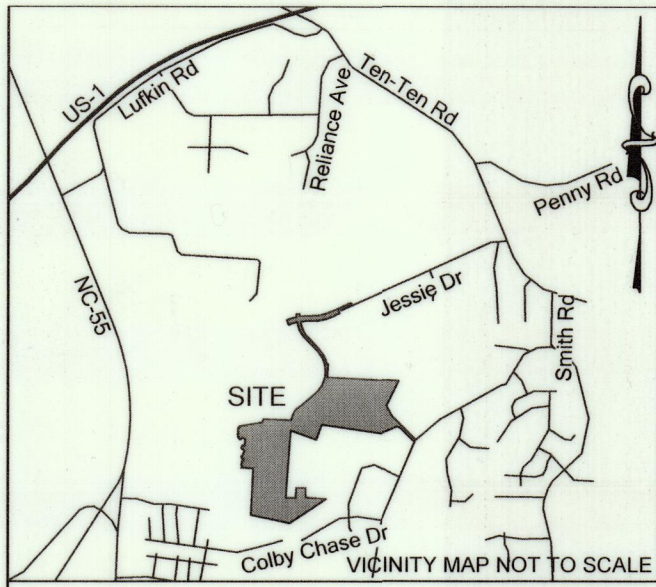 US-1
Lufkin Rd
Ten-Ten Rd
Reliance Ave
Penny Rd
NC-55
Jessie Dr
Smith Rd
SITE
Colby Chase Dr
VICINITY MAP NOT TO SCALE